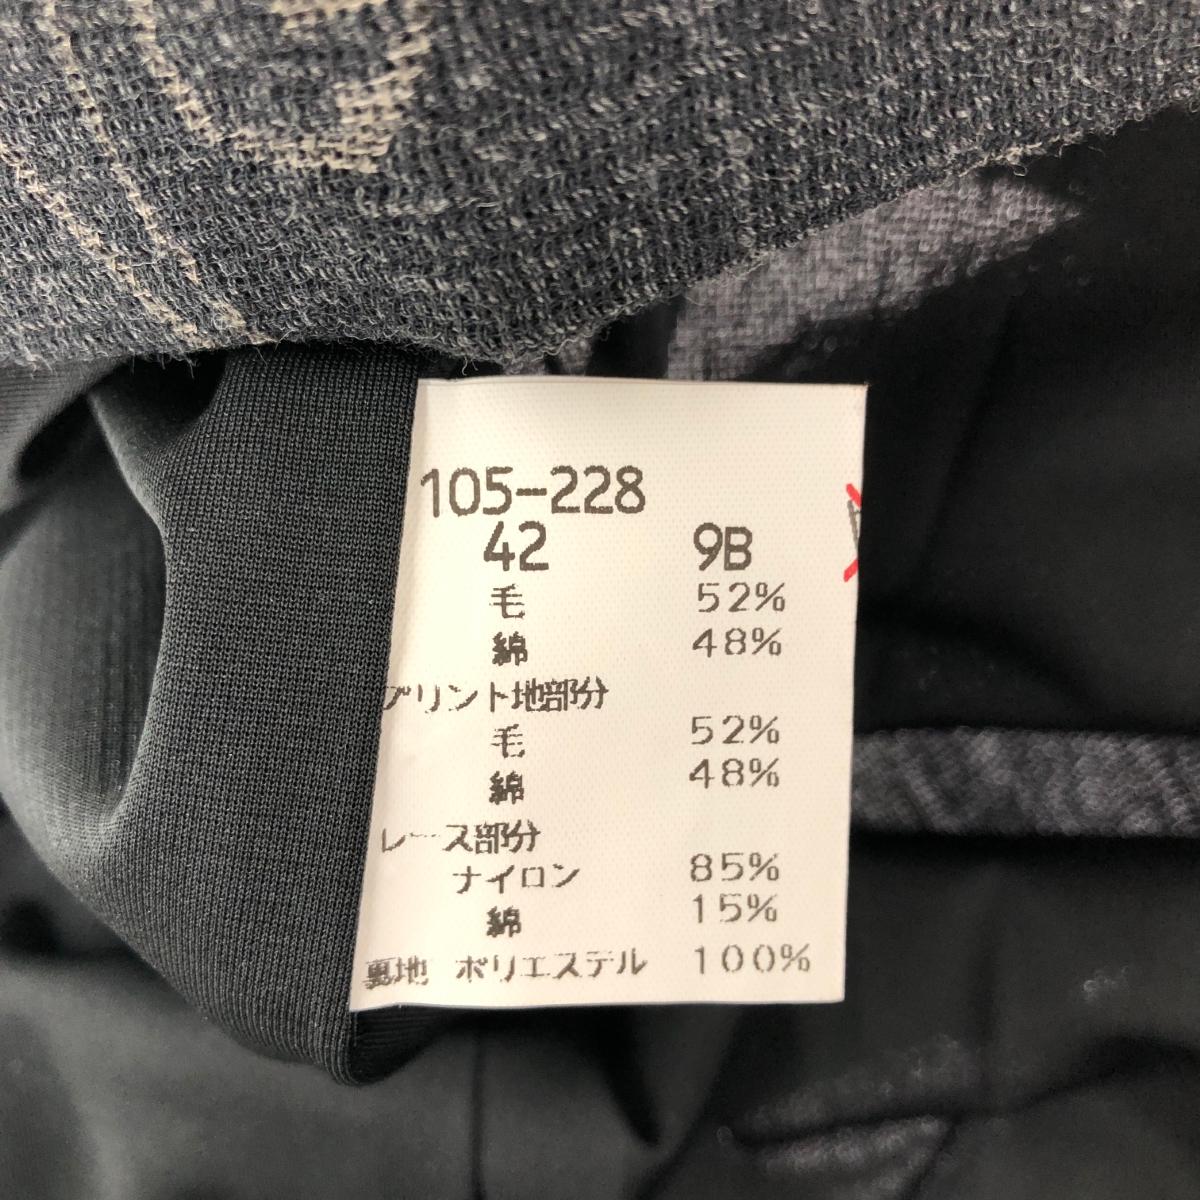 105-228
42 9B
毛 52%
綿 48%
プリント地部分
毛 52%
綿 48%
レース部分
ナイロン 85%
綿 15%
裏地 ポリエステル 100%